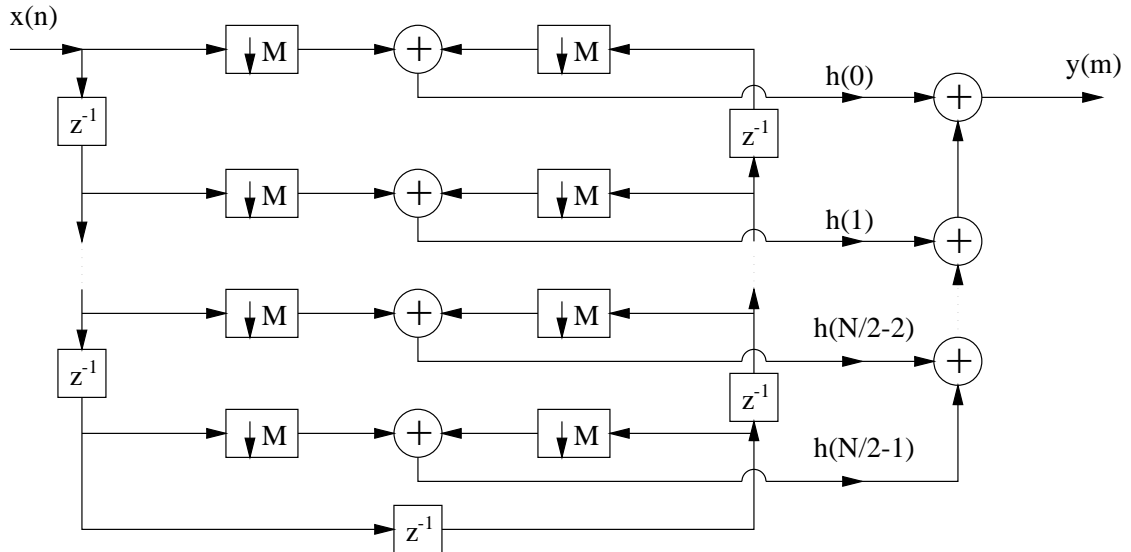 x(n)
M
M
h(0)
y(m)
z⁻¹
z⁻¹
M
M
h(1)
M
M
h(N/2-2)
z⁻¹
z⁻¹
M
M
h(N/2-1)
z⁻¹